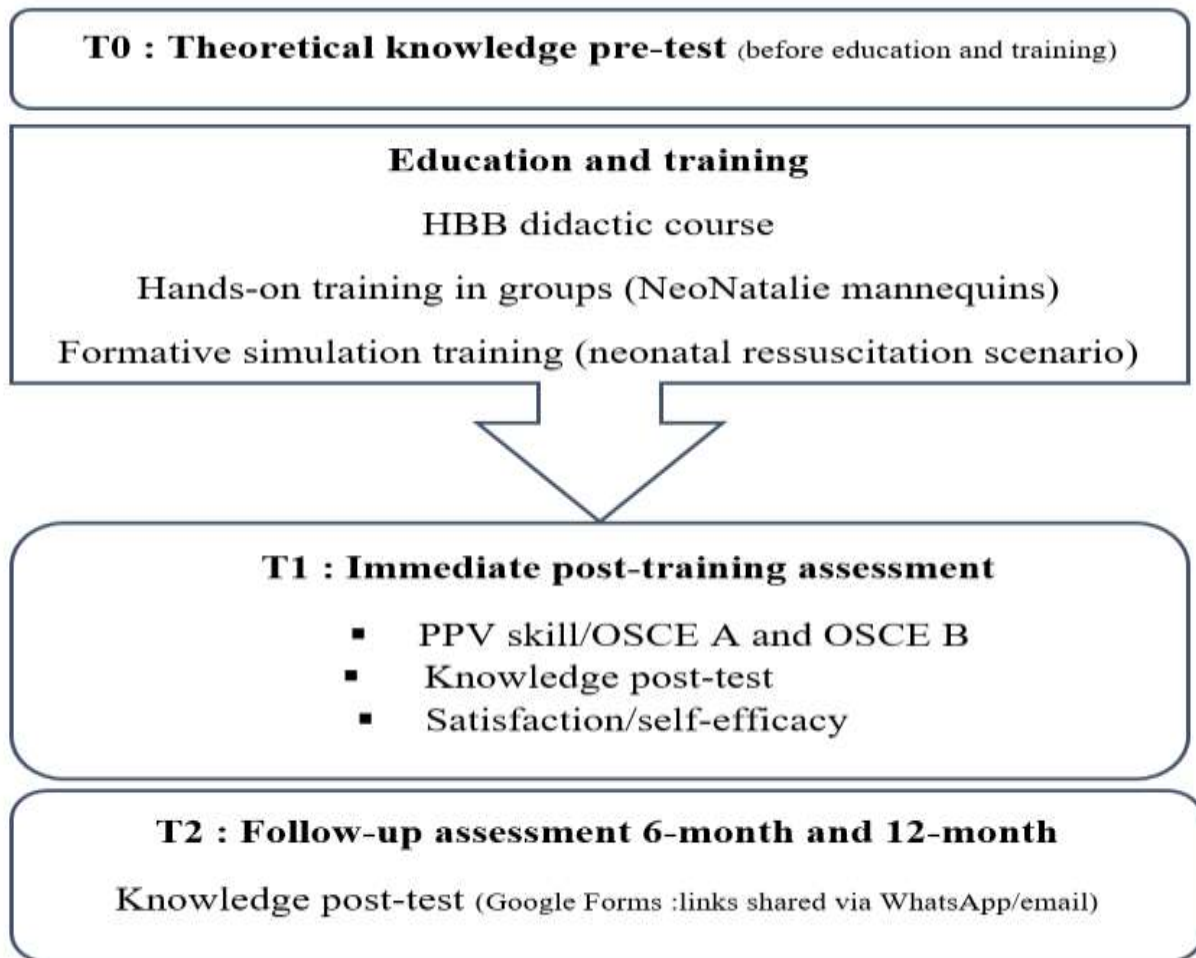 T0 : Theoretical knowledge pre-test (before education and training)
Education and training
HBB didactic course
Hands-on training in groups (NeoNatalie mannequins)
Formative simulation training (neonatal ressuscitation scenario)
T1 : Immediate post-training assessment
▪ PPV skill/OSCE A and OSCE B
▪ Knowledge post-test
▪ Satisfaction/self-efficacy
T2 : Follow-up assessment 6-month and 12-month
Knowledge post-test (Google Forms :links shared via WhatsApp/email)